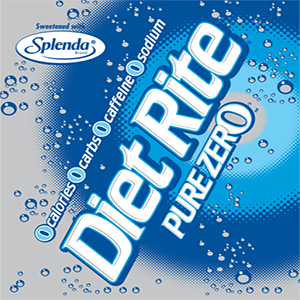 Sweetened with
Splenda®
Brand
0 calories 0 carbs 0 caffeine 0 sodium
Diet Rite
PURE ZERO